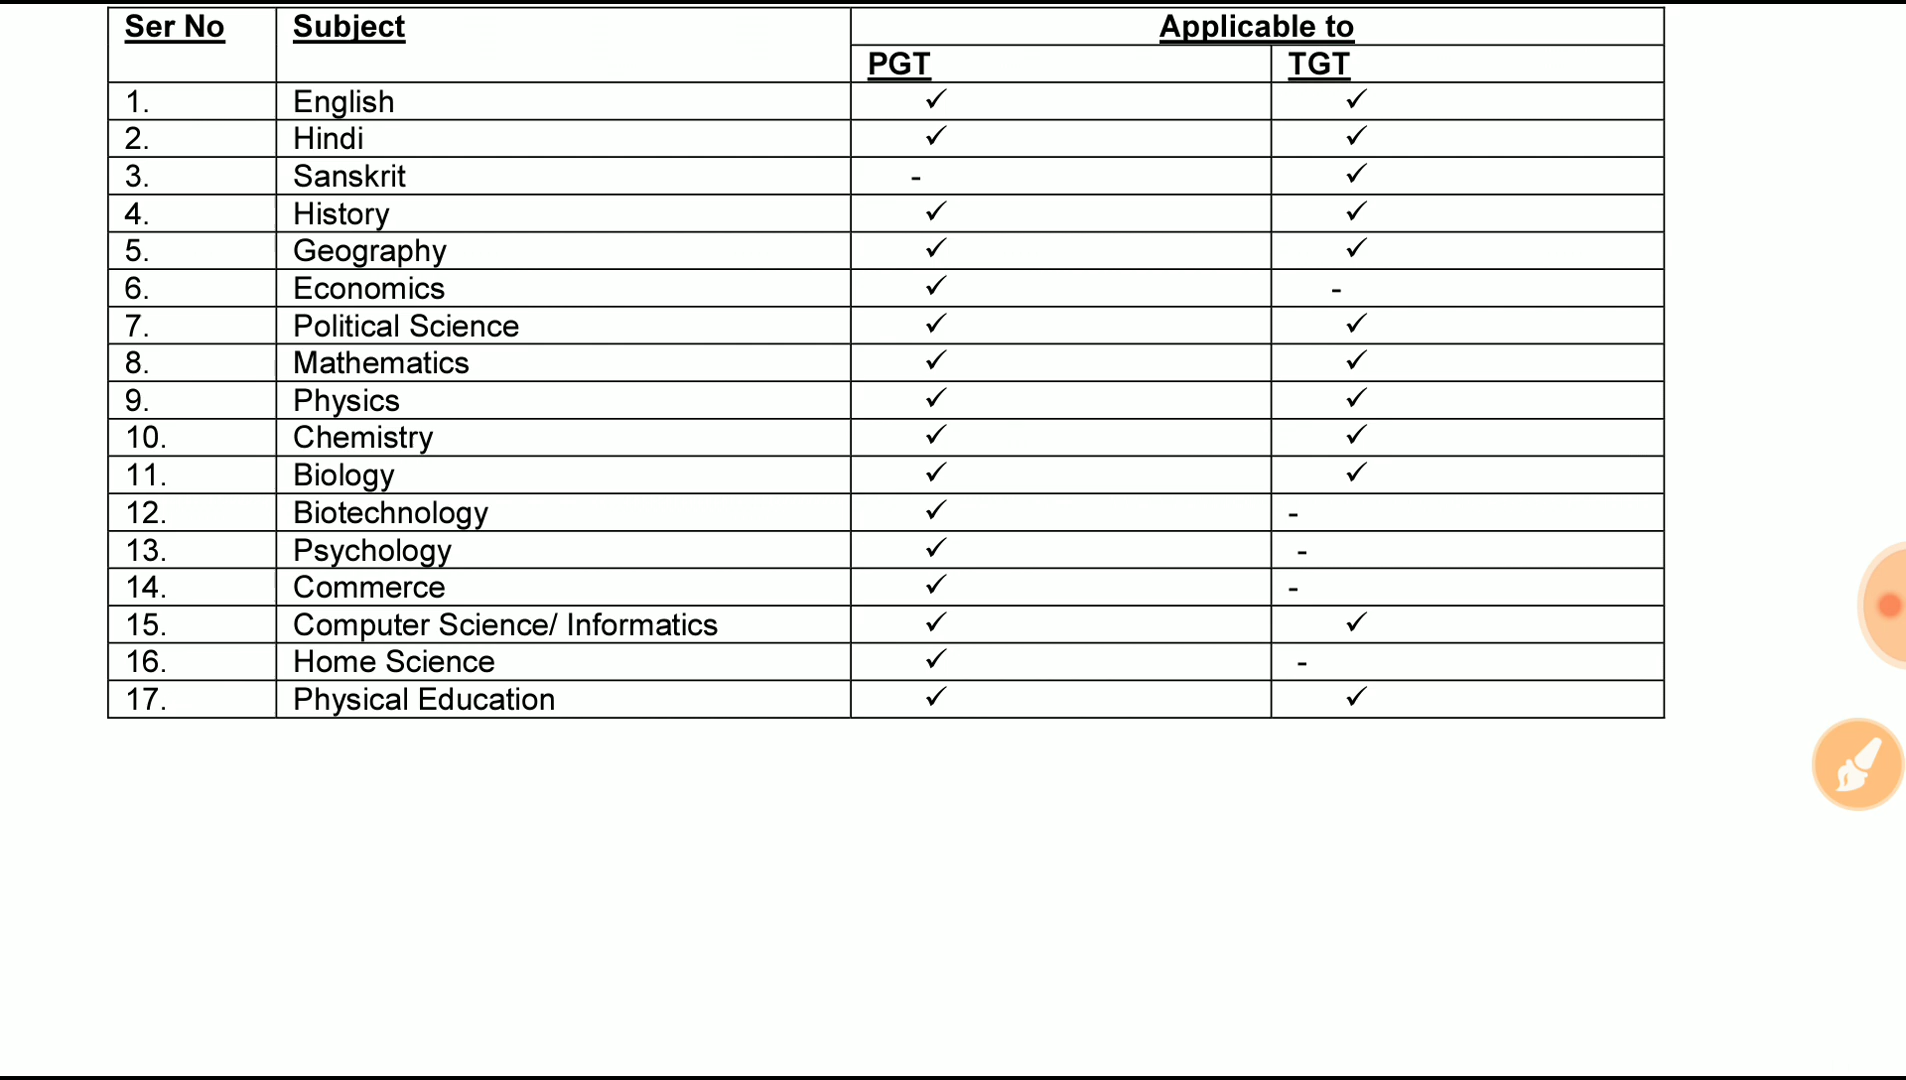 Ser No Subject Applicable to
PGT TGT
1. English ✓ ✓
2. Hindi ✓ ✓
3. Sanskrit - ✓
4. History ✓ ✓
5. Geography ✓ ✓
6. Economics ✓ -
7. Political Science ✓ ✓
8. Mathematics ✓ ✓
9. Physics ✓ ✓
10. Chemistry ✓ ✓
11. Biology ✓ ✓
12. Biotechnology ✓ -
13. Psychology ✓ -
14. Commerce ✓ -
15. Computer Science/ Informatics ✓ ✓
16. Home Science ✓ -
17. Physical Education ✓ ✓